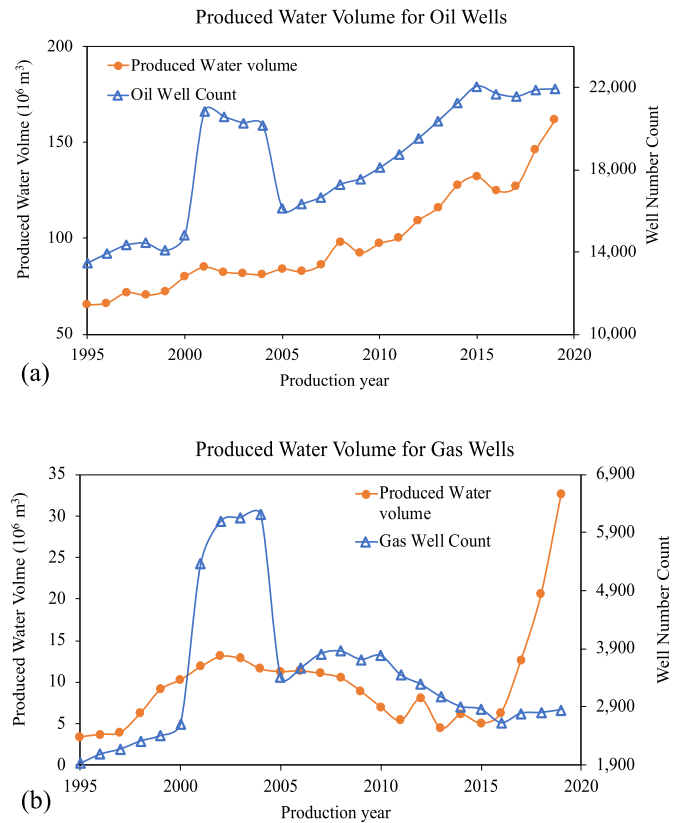 Produced Water Volume for Oil Wells
200
150
100
50
Produced Water Volme (10⁶ m³)
Produced Water volume
Oil Well Count
22,000
18,000
14,000
10,000
Well Number Count
1995 2000 2005 2010 2015 2020
Production year
(a)
Produced Water Volume for Gas Wells
35
30
25
20
15
10
5
0
Produced Water Volme (10⁶ m³)
Produced Water
volume
Gas Well Count
6,900
5,900
4,900
3,900
2,900
1,900
Well Number Count
1995 2000 2005 2010 2015 2020
Production year
(b)